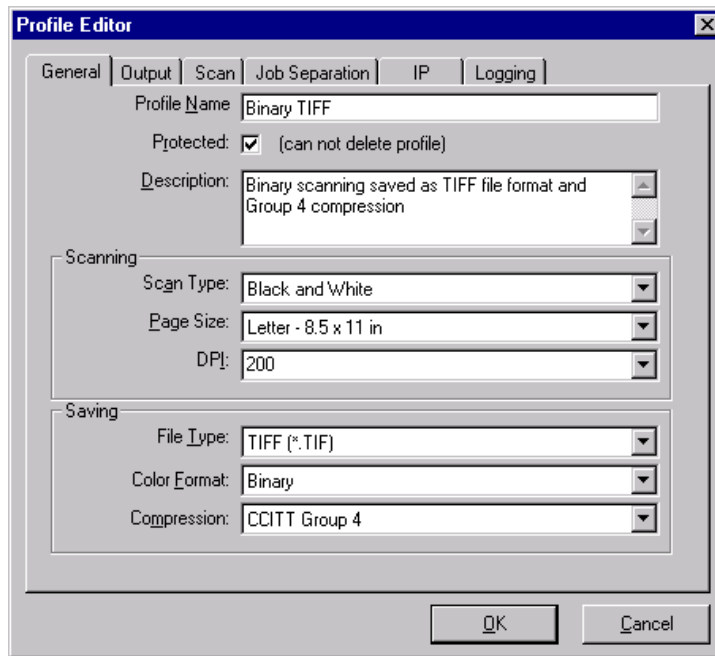 Profile Editor
General Output Scan Job Separation IP Logging
Profile Name Binary TIFF
Protected: (can not delete profile)
Description: Binary scanning saved as TIFF file format and
Group 4 compression
Scanning
Scan Type: Black and White
Page Size: Letter - 8.5 x 11 in
DPI: 200
Saving
File Type: TIFF (*.TIF)
Color Format: Binary
Compression: CCITT Group 4
OK Cancel